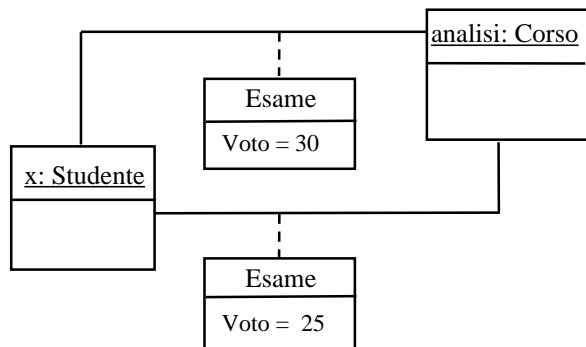 analisi: Corso
Esame
Voto = 30
x: Studente
Esame
Voto = 25